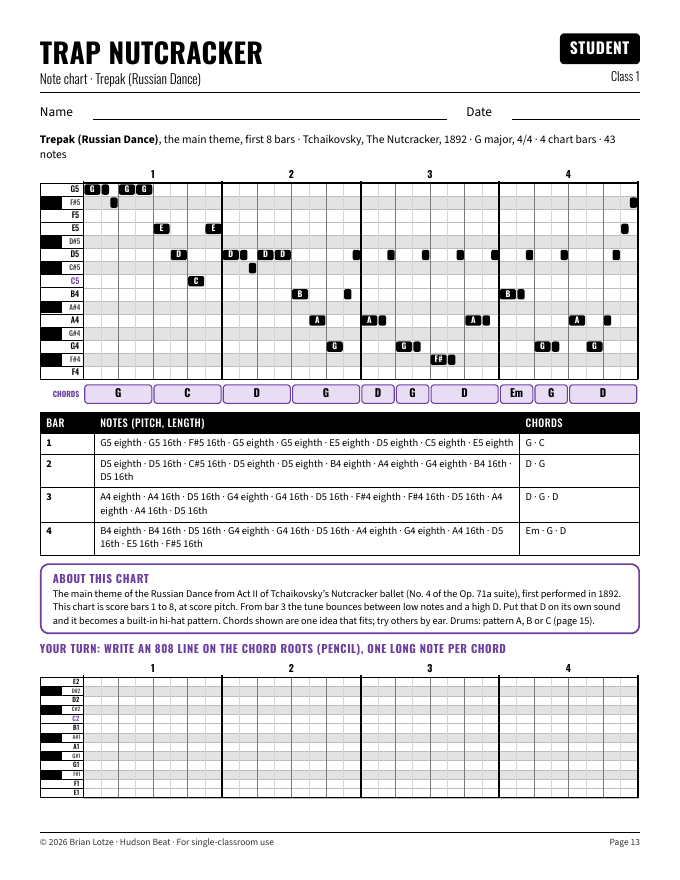 TRAP NUTCRACKER
STUDENT
Note chart · Trepak (Russian Dance)
Class 1
Name
Date
Trepak (Russian Dance), the main theme, first 8 bars · Tchaikovsky, The Nutcracker, 1892 · G major, 4/4 · 4 chart bars · 43
notes
1 2 3 4
G5 G G G
F#5
F5
E5 E E
D#5
D5 D D D D
C#5
C5 C
B4 B B
A#4
A4 A A A A
G#4
G4 G G G G
F#4 F#
F4
CHORDS G C D G D G D Em G D
BAR NOTES (PITCH, LENGTH) CHORDS
1 G5 eighth · G5 16th · F#5 16th · G5 eighth · G5 eighth · E5 eighth · D5 eighth · C5 eighth · E5 eighth G · C
2 D5 eighth · D5 16th · C#5 16th · D5 eighth · D5 eighth · B4 eighth · A4 eighth · G4 eighth · B4 16th · D · G
D5 16th
3 A4 eighth · A4 16th · D5 16th · G4 eighth · G4 16th · D5 16th · F#4 eighth · F#4 16th · D5 16th · A4 D · G · D
eighth · A4 16th · D5 16th
4 B4 eighth · B4 16th · D5 16th · G4 eighth · G4 16th · D5 16th · A4 eighth · G4 eighth · A4 16th · D5 Em · G · D
16th · E5 16th · F#5 16th
ABOUT THIS CHART
The main theme of the Russian Dance from Act II of Tchaikovsky's Nutcracker ballet (No. 4 of the Op. 71a suite), first performed in 1892.
This chart is score bars 1 to 8, at score pitch. From bar 3 the tune bounces between low notes and a high D. Put that D on its own sound
and it becomes a built-in hi-hat pattern. Chords shown are one idea that fits; try others by ear. Drums: pattern A, B or C (page 15).
YOUR TURN: WRITE AN 808 LINE ON THE CHORD ROOTS (PENCIL), ONE LONG NOTE PER CHORD
1 2 3 4
E2
D#2
D2
C#2
C2
B1
A#1
A1
G#1
G1
F#1
F1
E1
© 2026 Brian Lotze · Hudson Beat · For single-classroom use
Page 13